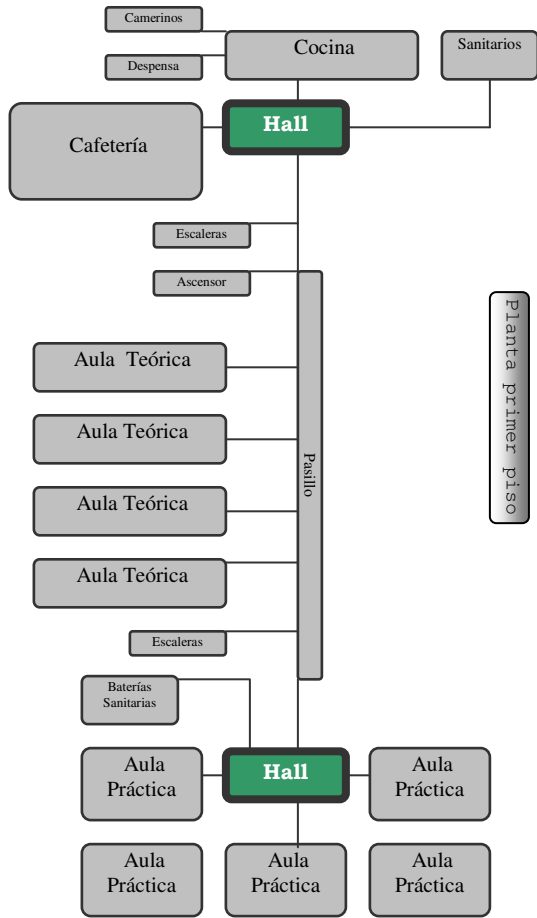 Camerinos
Cocina
Sanitarios
Despensa
Hall
Cafetería
Escaleras
Ascensor
Planta primer piso
Aula Teórica
Aula Teórica
Pasillo
Aula Teórica
Aula Teórica
Escaleras
Baterías
Sanitarias
Hall
Aula
Práctica
Aula
Práctica
Aula
Práctica
Aula
Práctica
Aula
Práctica